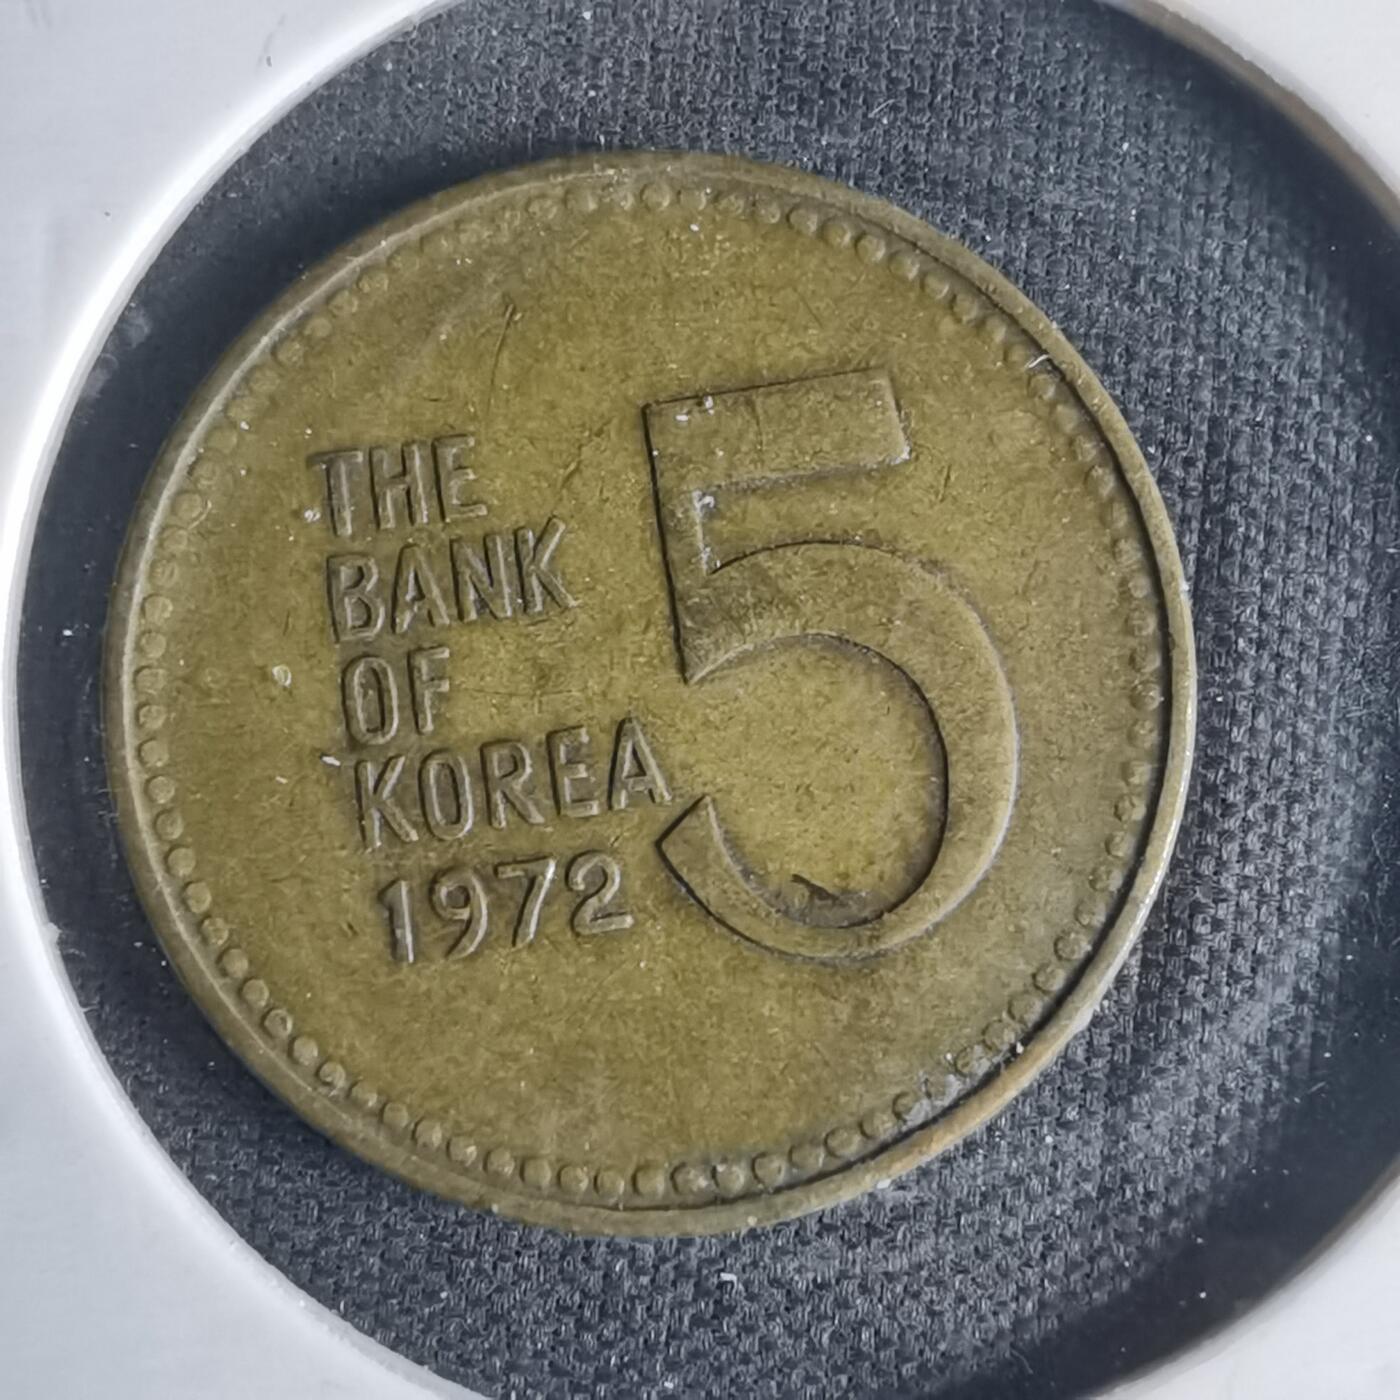 THE
BANK
OF
KOREA
1972
5